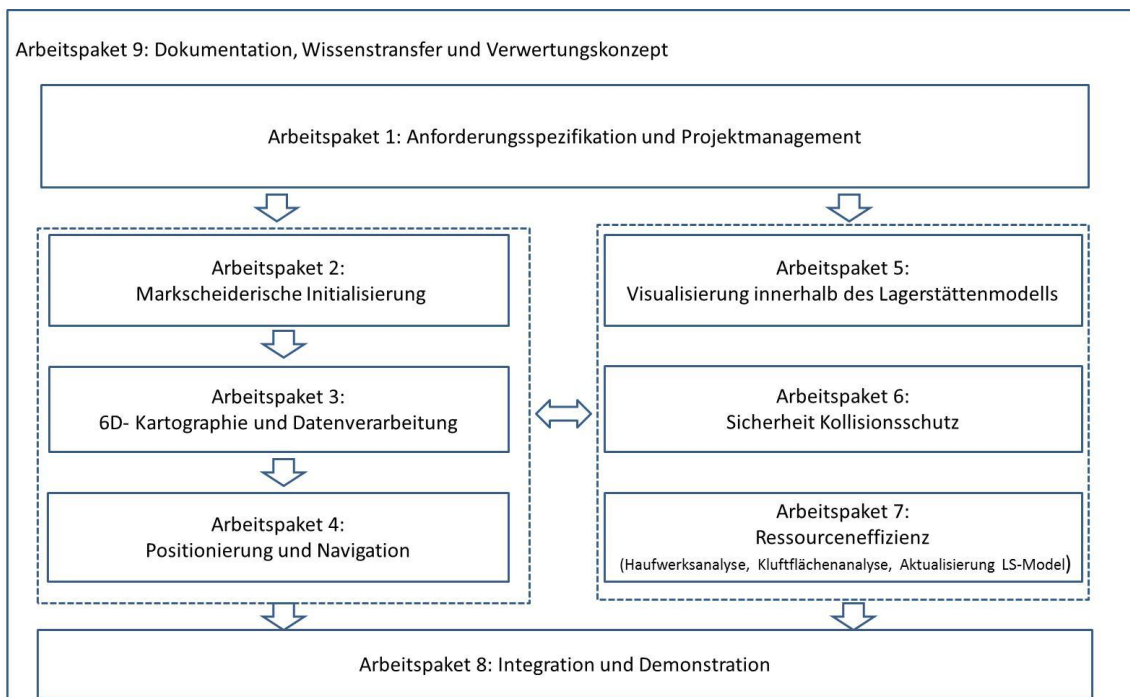 Arbeitspaket 9: Dokumentation, Wissenstransfer und Verwertungskonzept
Arbeitspaket 1: Anforderungsspezifikation und Projektmanagement
Arbeitspaket 2:
Markscheiderische Initialisierung
Arbeitspaket 3:
6D- Kartographie und Datenverarbeitung
Arbeitspaket 4:
Positionierung und Navigation
Arbeitspaket 5:
Visualisierung innerhalb des Lagerstättenmodells
Arbeitspaket 6:
Sicherheit Kollisionsschutz
Arbeitspaket 7:
Ressourceneffizienz
(Haufwerksanalyse, Kluftflächenanalyse, Aktualisierung LS-Model)
Arbeitspaket 8: Integration und Demonstration